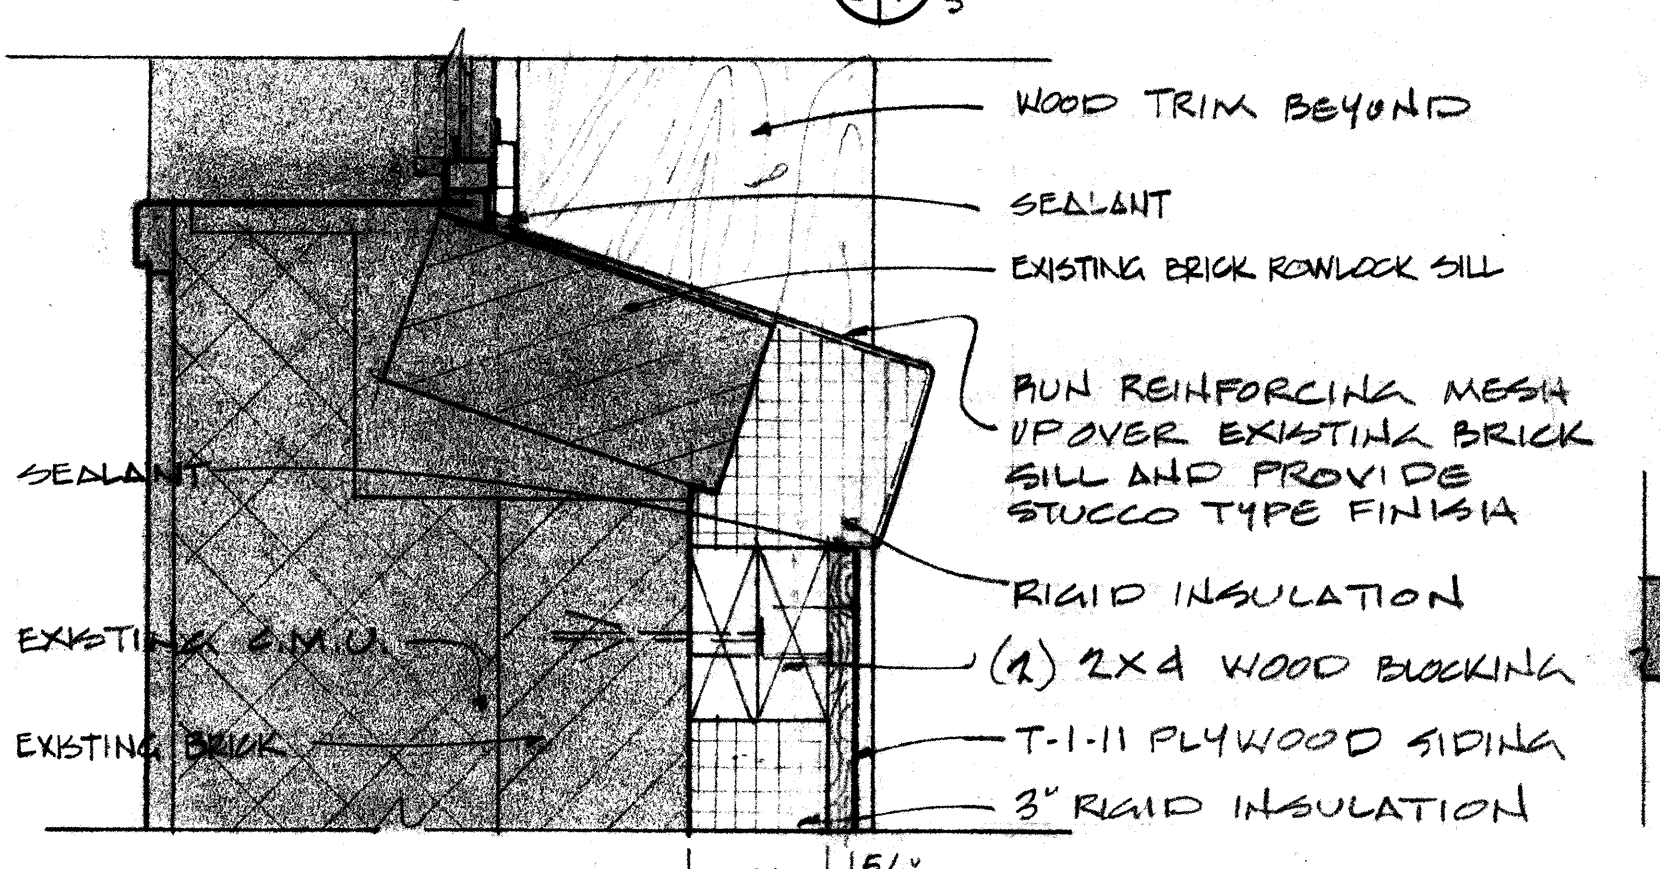 WOOD TRIM BEYOND
SEALANT
EXISTING BRICK ROWLOCK SILL
RUN REINFORCING MESH
UP OVER EXISTING BRICK
SILL AND PROVIDE
STUCCO TYPE FINISH
SEALANT
RIGID INSULATION
EXISTING C.M.U.
(2) 2X4 WOOD BLOCKING
EXISTING BRICK
T-1-11 PLYWOOD SIDING
3" RIGID INSULATION